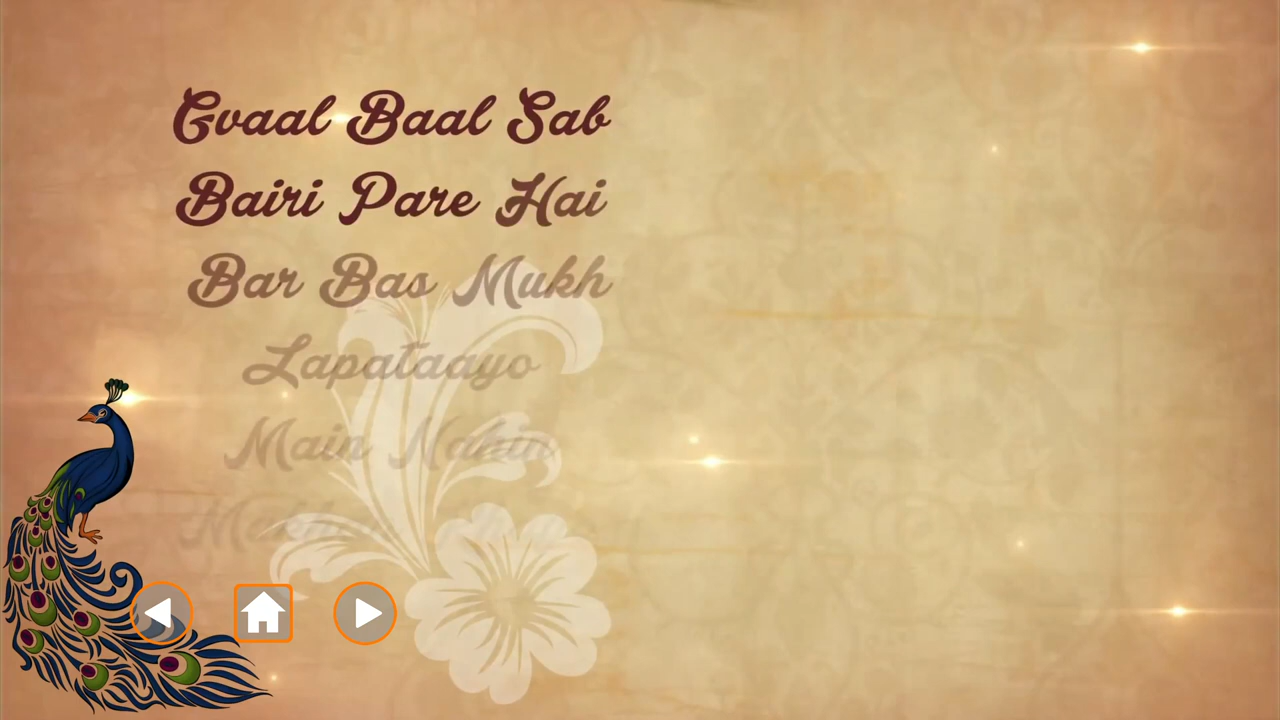 Gvaal Baal Sab
Bairi Pare Hai
Bar Bas Mukh
Lapataayo
Main Nahin